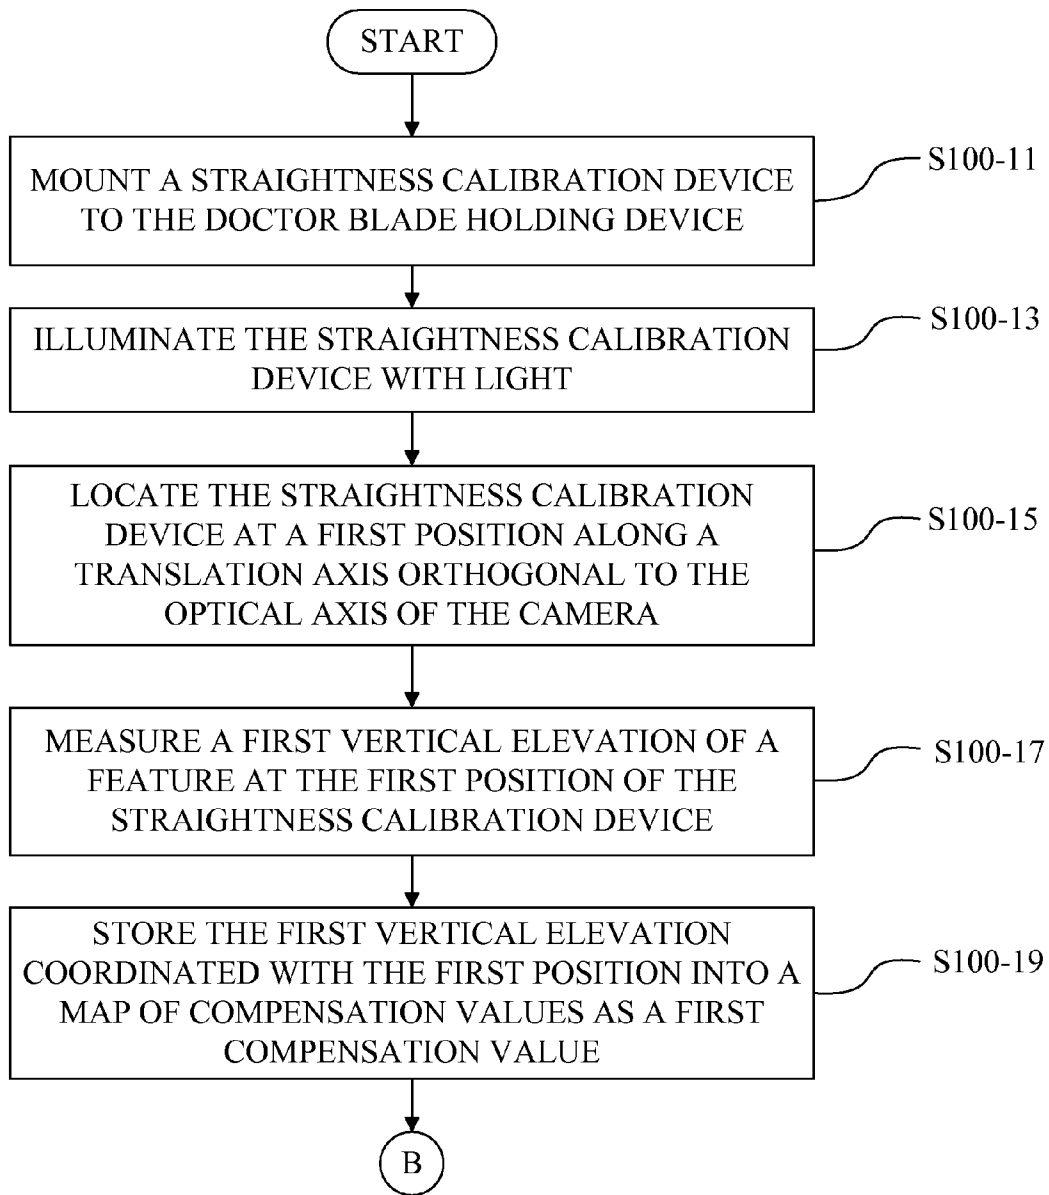 START
MOUNT A STRAIGHTNESS CALIBRATION DEVICE
TO THE DOCTOR BLADE HOLDING DEVICE
S100-11
ILLUMINATE THE STRAIGHTNESS CALIBRATION
DEVICE WITH LIGHT
S100-13
LOCATE THE STRAIGHTNESS CALIBRATION
DEVICE AT A FIRST POSITION ALONG A
TRANSLATION AXIS ORTHOGONAL TO THE
OPTICAL AXIS OF THE CAMERA
S100-15
MEASURE A FIRST VERTICAL ELEVATION OF A
FEATURE AT THE FIRST POSITION OF THE
STRAIGHTNESS CALIBRATION DEVICE
S100-17
STORE THE FIRST VERTICAL ELEVATION
COORDINATED WITH THE FIRST POSITION INTO A
MAP OF COMPENSATION VALUES AS A FIRST
COMPENSATION VALUE
S100-19
B